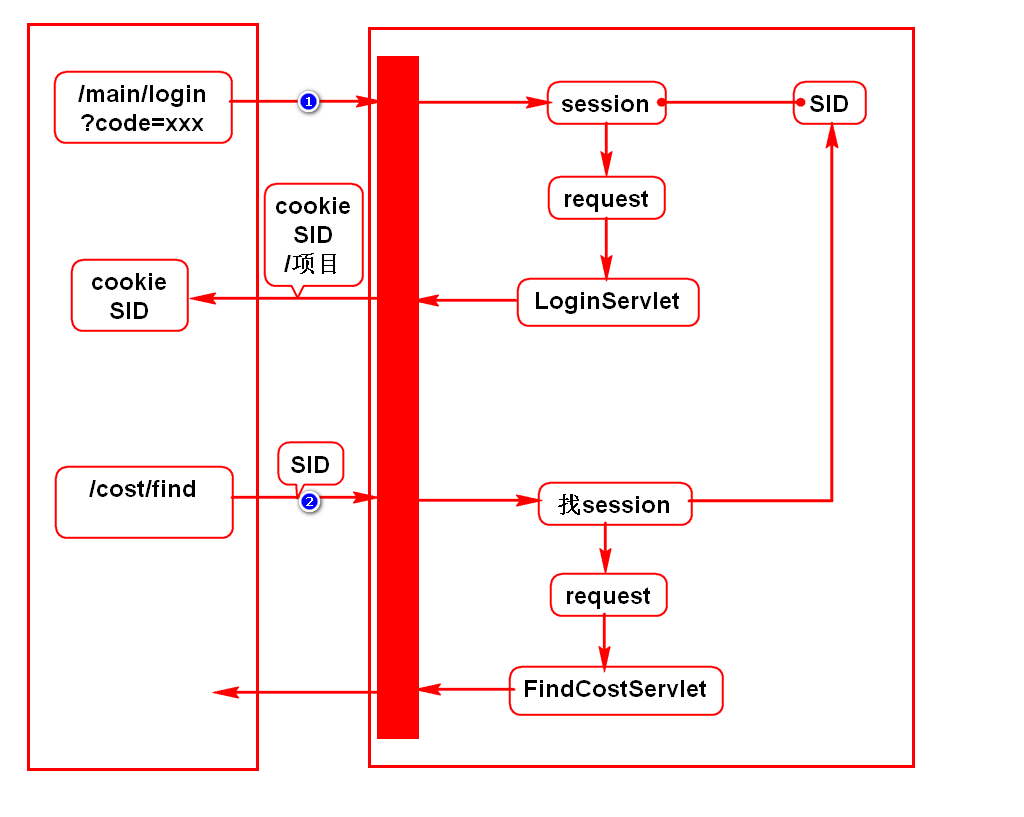 /main/login
?code=xxx
1
session
SID
request
cookie
SID
/项目
cookie
SID
LoginServlet
/cost/find
SID
2
找session
request
FindCostServlet